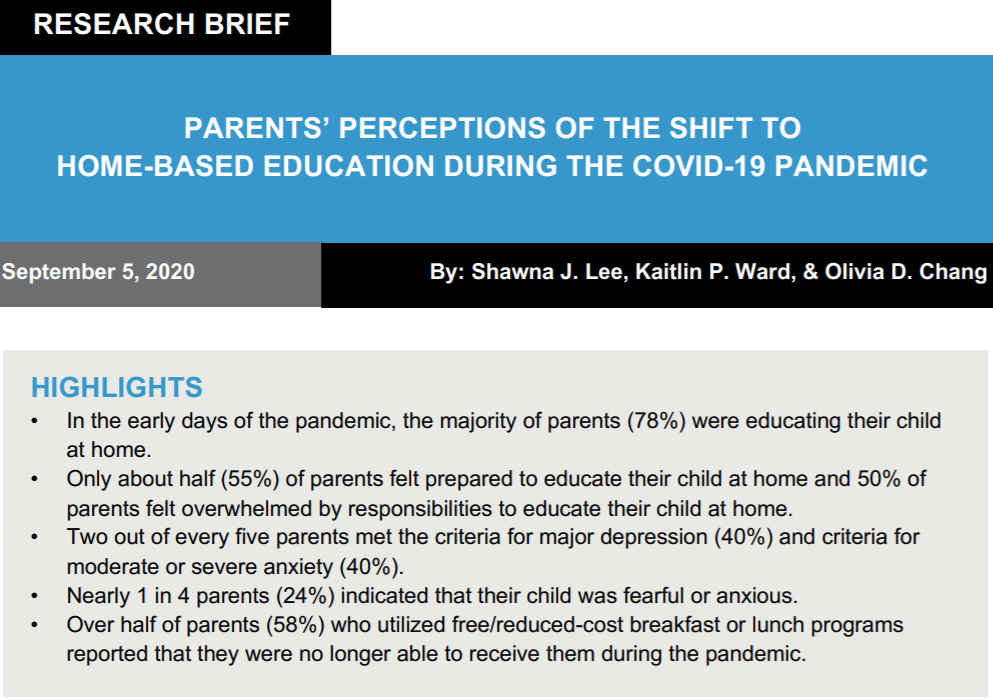 RESEARCH BRIEF
PARENTS’ PERCEPTIONS OF THE SHIFT TO
HOME-BASED EDUCATION DURING THE COVID-19 PANDEMIC
September 5, 2020
By: Shawna J. Lee, Kaitlin P. Ward, & Olivia D. Chang
HIGHLIGHTS
• In the early days of the pandemic, the majority of parents (78%) were educating their child
at home.
• Only about half (55%) of parents felt prepared to educate their child at home and 50% of
parents felt overwhelmed by responsibilities to educate their child at home.
• Two out of every five parents met the criteria for major depression (40%) and criteria for
moderate or severe anxiety (40%).
• Nearly 1 in 4 parents (24%) indicated that their child was fearful or anxious.
• Over half of parents (58%) who utilized free/reduced-cost breakfast or lunch programs
reported that they were no longer able to receive them during the pandemic.